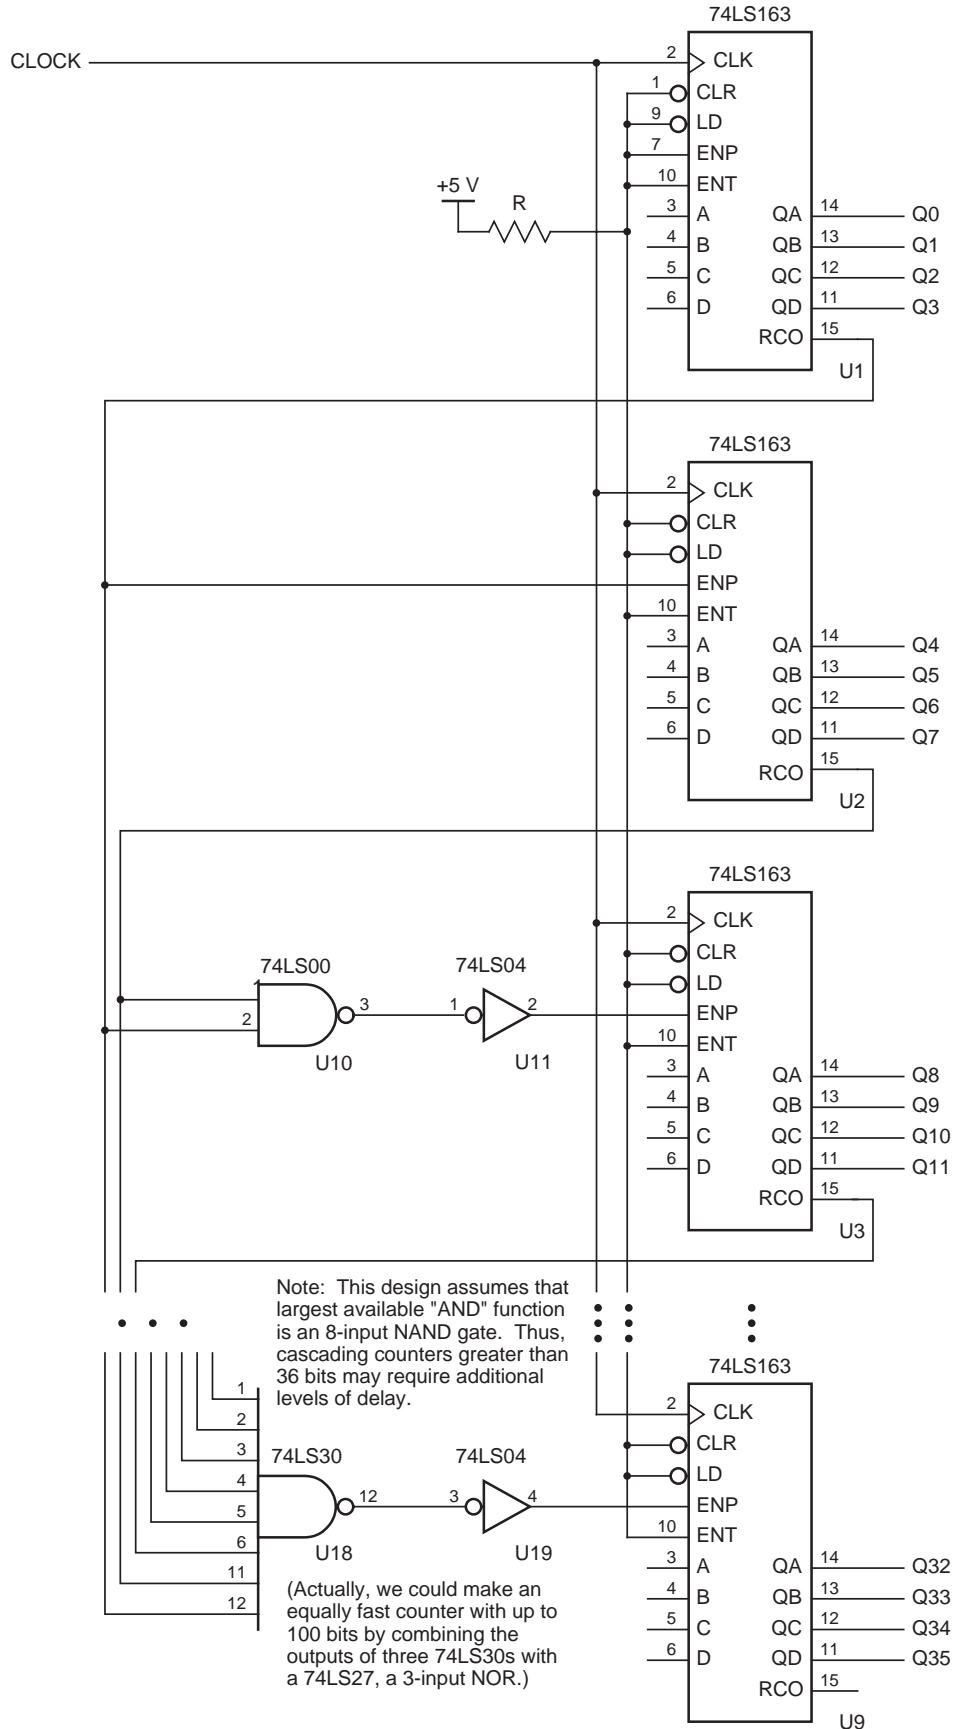 74LS163
CLOCK
2 CLK
1 CLR
9 LD
7 ENP
10 ENT
+5 V
R
3 A QA 14 Q0
4 B QB 13 Q1
5 C QC 12 Q2
6 D QD 11 Q3
RCO 15
U1
74LS163
2 CLK
CLR
LD
ENP
10 ENT
3 A QA 14 Q4
4 B QB 13 Q5
5 C QC 12 Q6
6 D QD 11 Q7
RCO 15
U2
74LS163
2 CLK
CLR
LD
74LS00
74LS04
1
2
3
1
2
ENP
10 ENT
U10
U11
3 A QA 14 Q8
4 B QB 13 Q9
5 C QC 12 Q10
6 D QD 11 Q11
RCO 15
U3
Note: This design assumes that
largest available "AND" function
is an 8-input NAND gate. Thus,
cascading counters greater than
36 bits may require additional
levels of delay.
74LS163
1
2
3
4
5
6
11
12
74LS30
74LS04
12
3
4
U18
U19
2 CLK
CLR
LD
ENP
10 ENT
3 A QA 14 Q32
4 B QB 13 Q33
5 C QC 12 Q34
6 D QD 11 Q35
RCO 15
U9
(Actually, we could make an
equally fast counter with up to
100 bits by combining the
outputs of three 74LS30s with
a 74LS27, a 3-input NOR.)